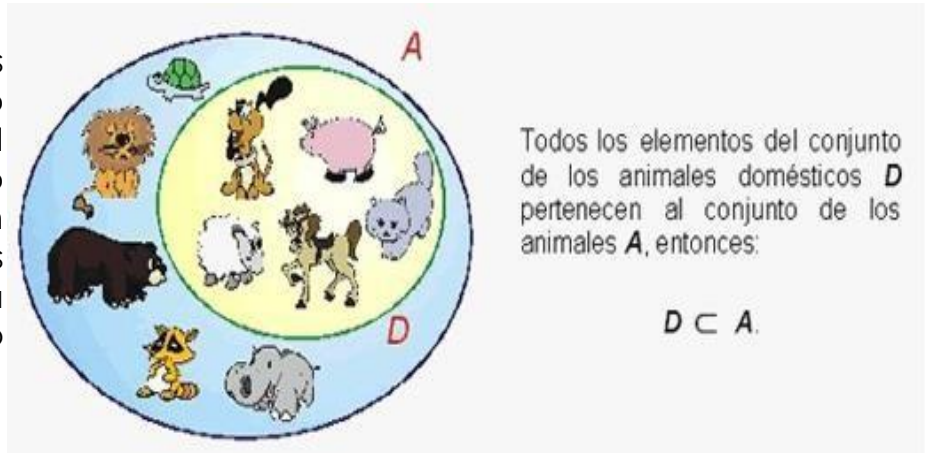 A
D
Todos los elementos del conjunto
de los animales domésticos D
pertenecen al conjunto de los
animales A, entonces:
D ⊂ A.